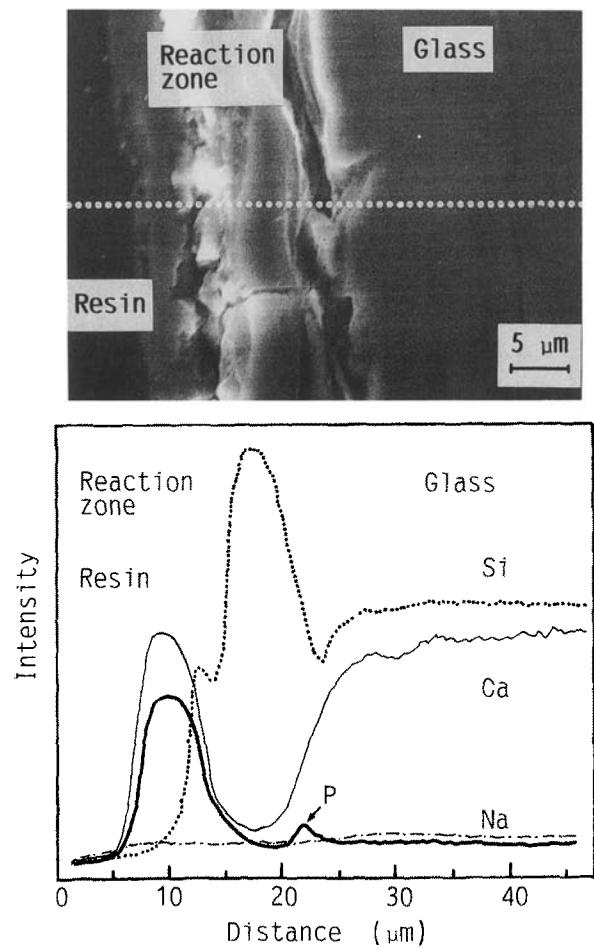 Reaction
zone
Glass
Resin
5 μm
Reaction
zone
Glass
Resin
Si
Ca
P
Na
Intensity
0 10 20 30 40
Distance (μm)